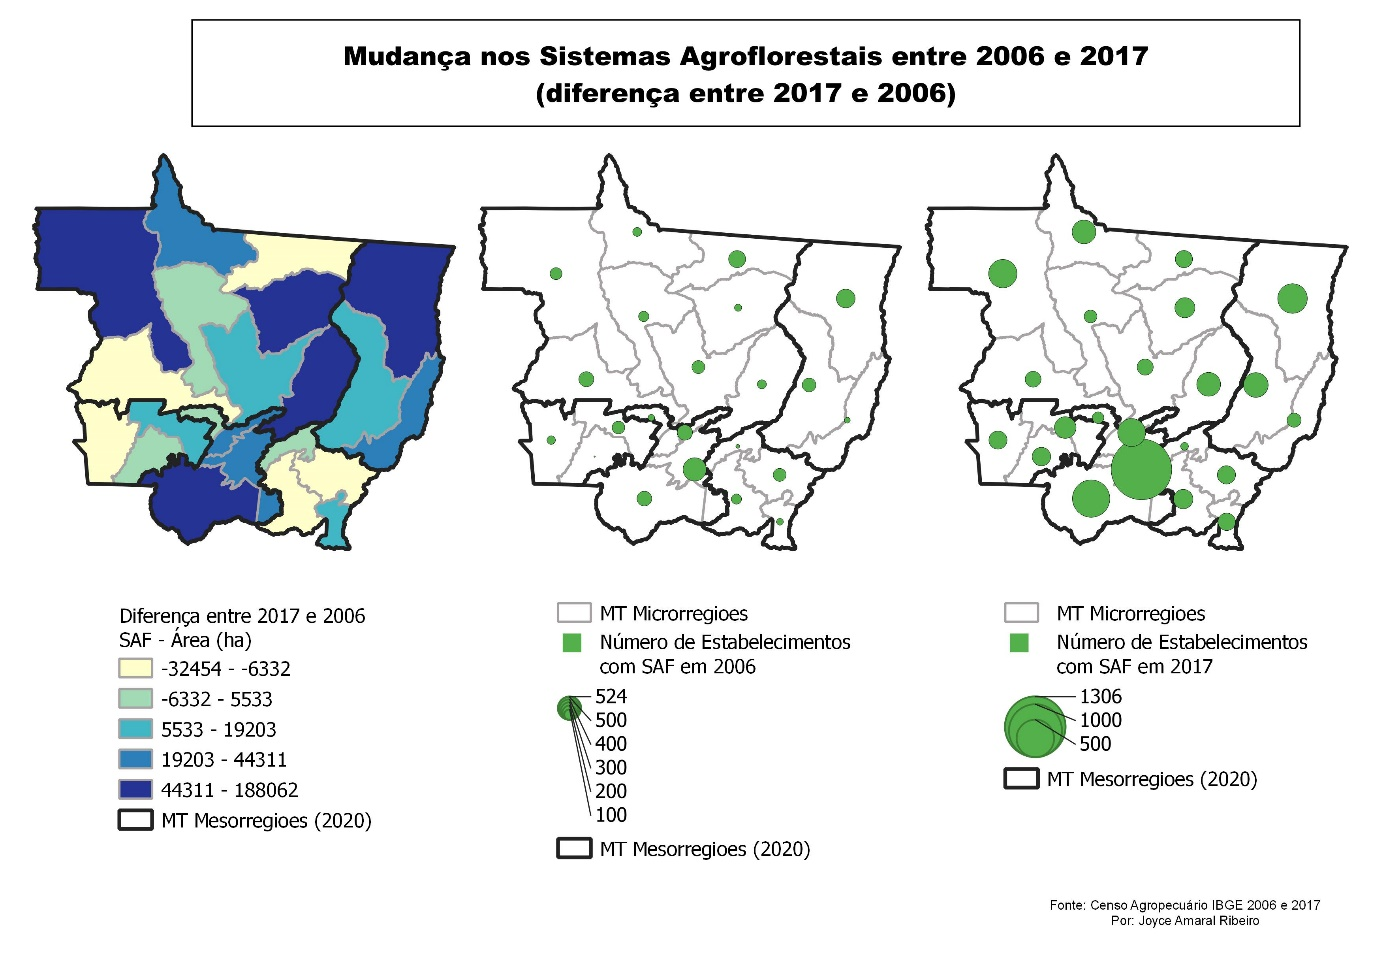 Mudança nos Sistemas Agroflorestais entre 2006 e 2017
(diferença entre 2017 e 2006)
Diferença entre 2017 e 2006
SAF - Área (ha)
-32454 - -6332
-6332 - 5533
5533 - 19203
19203 - 44311
44311 - 188062
MT Mesorregioes (2020)
MT Microrregioes
Número de Estabelecimentos
com SAF em 2006
524
500
400
300
200
100
MT Mesorregioes (2020)
MT Microrregioes
Número de Estabelecimentos
com SAF em 2017
1306
1000
500
MT Mesorregioes (2020)
Fonte: Censo Agropecuário IBGE 2006 e 2017
Por: Joyce Amaral Ribeiro